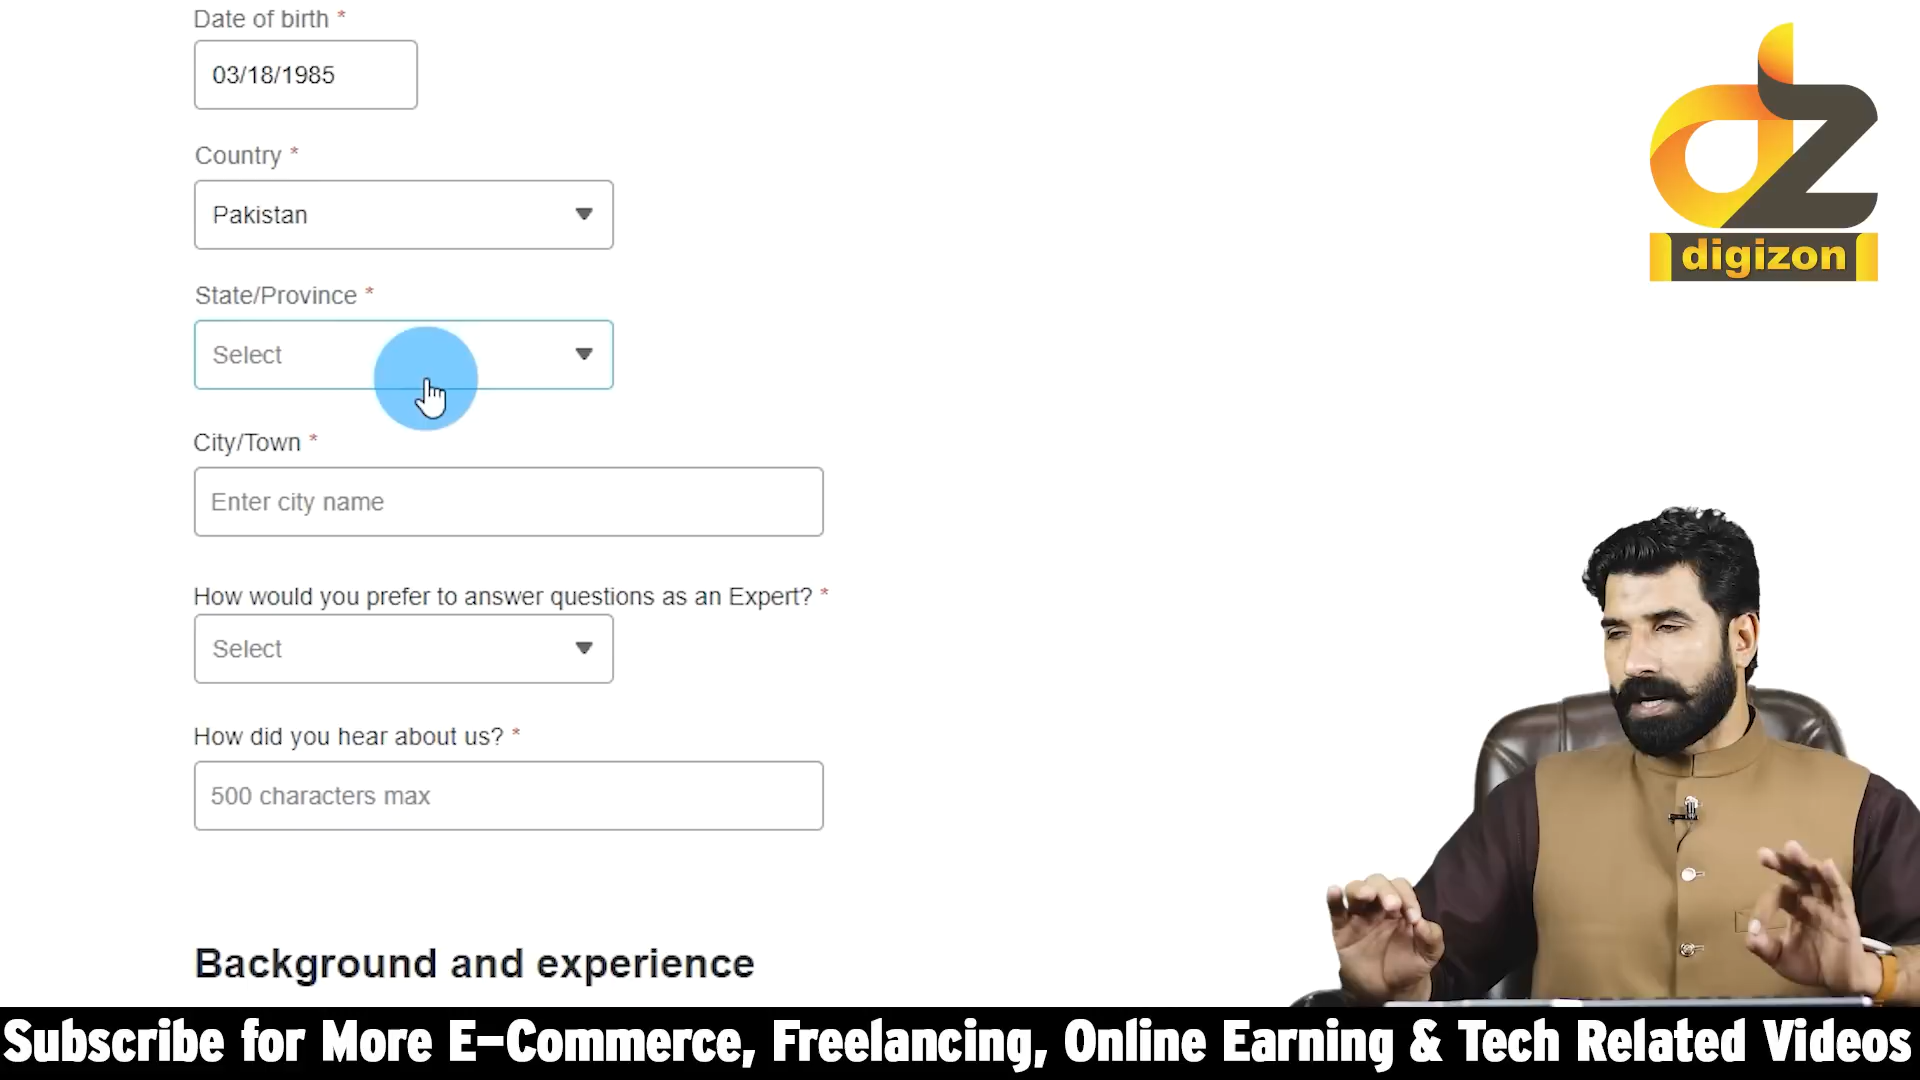 Date of birth *
03/18/1985
Country *
Pakistan
State/Province *
Select
City/Town *
Enter city name
How would you prefer to answer questions as an Expert? *
Select
How did you hear about us? *
500 characters max
Background and experience
dz
digizon
Subscribe for More E-Commerce, Freelancing, Online Earning & Tech Related Videos